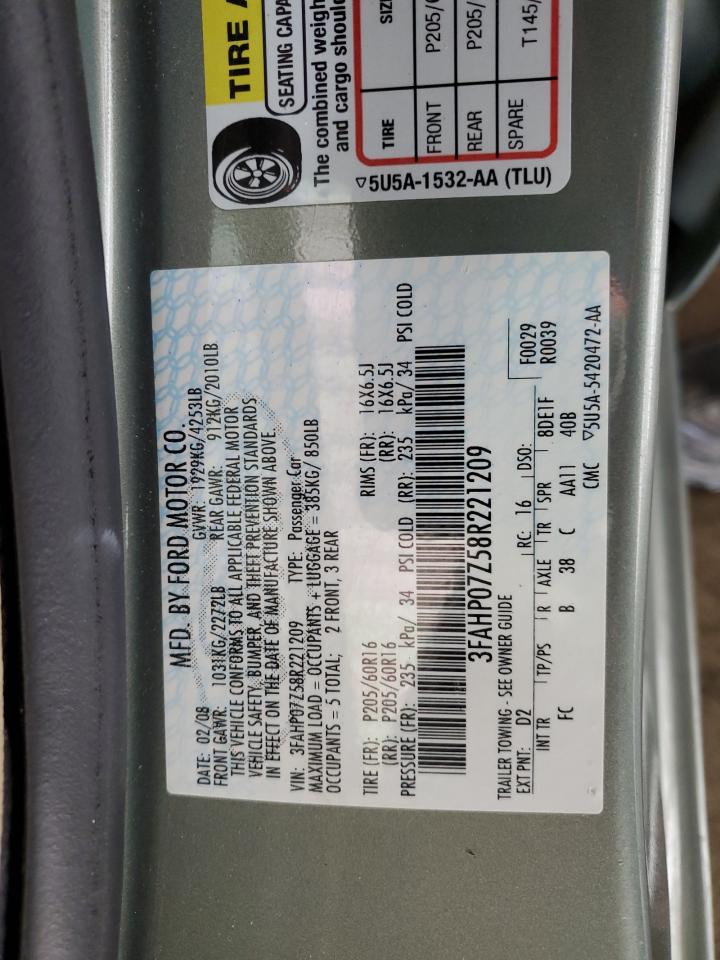 TIRE A
SEATING CAPA
The combined weigh
and cargo shoul
TIRE SIZ
FRONT P205/6
REAR P205/
SPARE T145/
▽5U5A-1532-AA (TLU)
MFD. BY FORD MOTOR CO.
DATE: 02/08 GVWR: 1929KG/4253LB
FRONT GAWR: 1031KG/2272LB REAR GAWR: 912KG/2010LB
THIS VEHICLE CONFORMS TO ALL APPLICABLE FEDERAL MOTOR
VEHICLE SAFETY, BUMPER, AND THEFT PREVENTION STANDARDS
IN EFFECT ON THE DATE OF MANUFACTURE SHOWN ABOVE.
VIN: 3FAHP07Z58R221209 TYPE: Passenger Car
MAXIMUM LOAD = OCCUPANTS + LUGGAGE = 385KG/ 850LB
OCCUPANTS = 5 TOTAL; 2 FRONT, 3 REAR
TIRE (FR): P205/60R16 RIMS (FR): 16X6.5J
(RR): P205/60R16 (RR): 16X6.5J
PRESSURE (FR): 235 kPa/ 34 PSI COLD (RR): 235 kPa/ 34 PSI COLD
3FAHP07Z58R221209
TRAILER TOWING - SEE OWNER GUIDE F0029
EXT PNT: D2 RC: 16 DSO: R0039
INT TR TP/PS R AXLE TR SPR 8DE1F
FC B 38 C AA11 40B
CMC ▽5U5A-5420472-AA